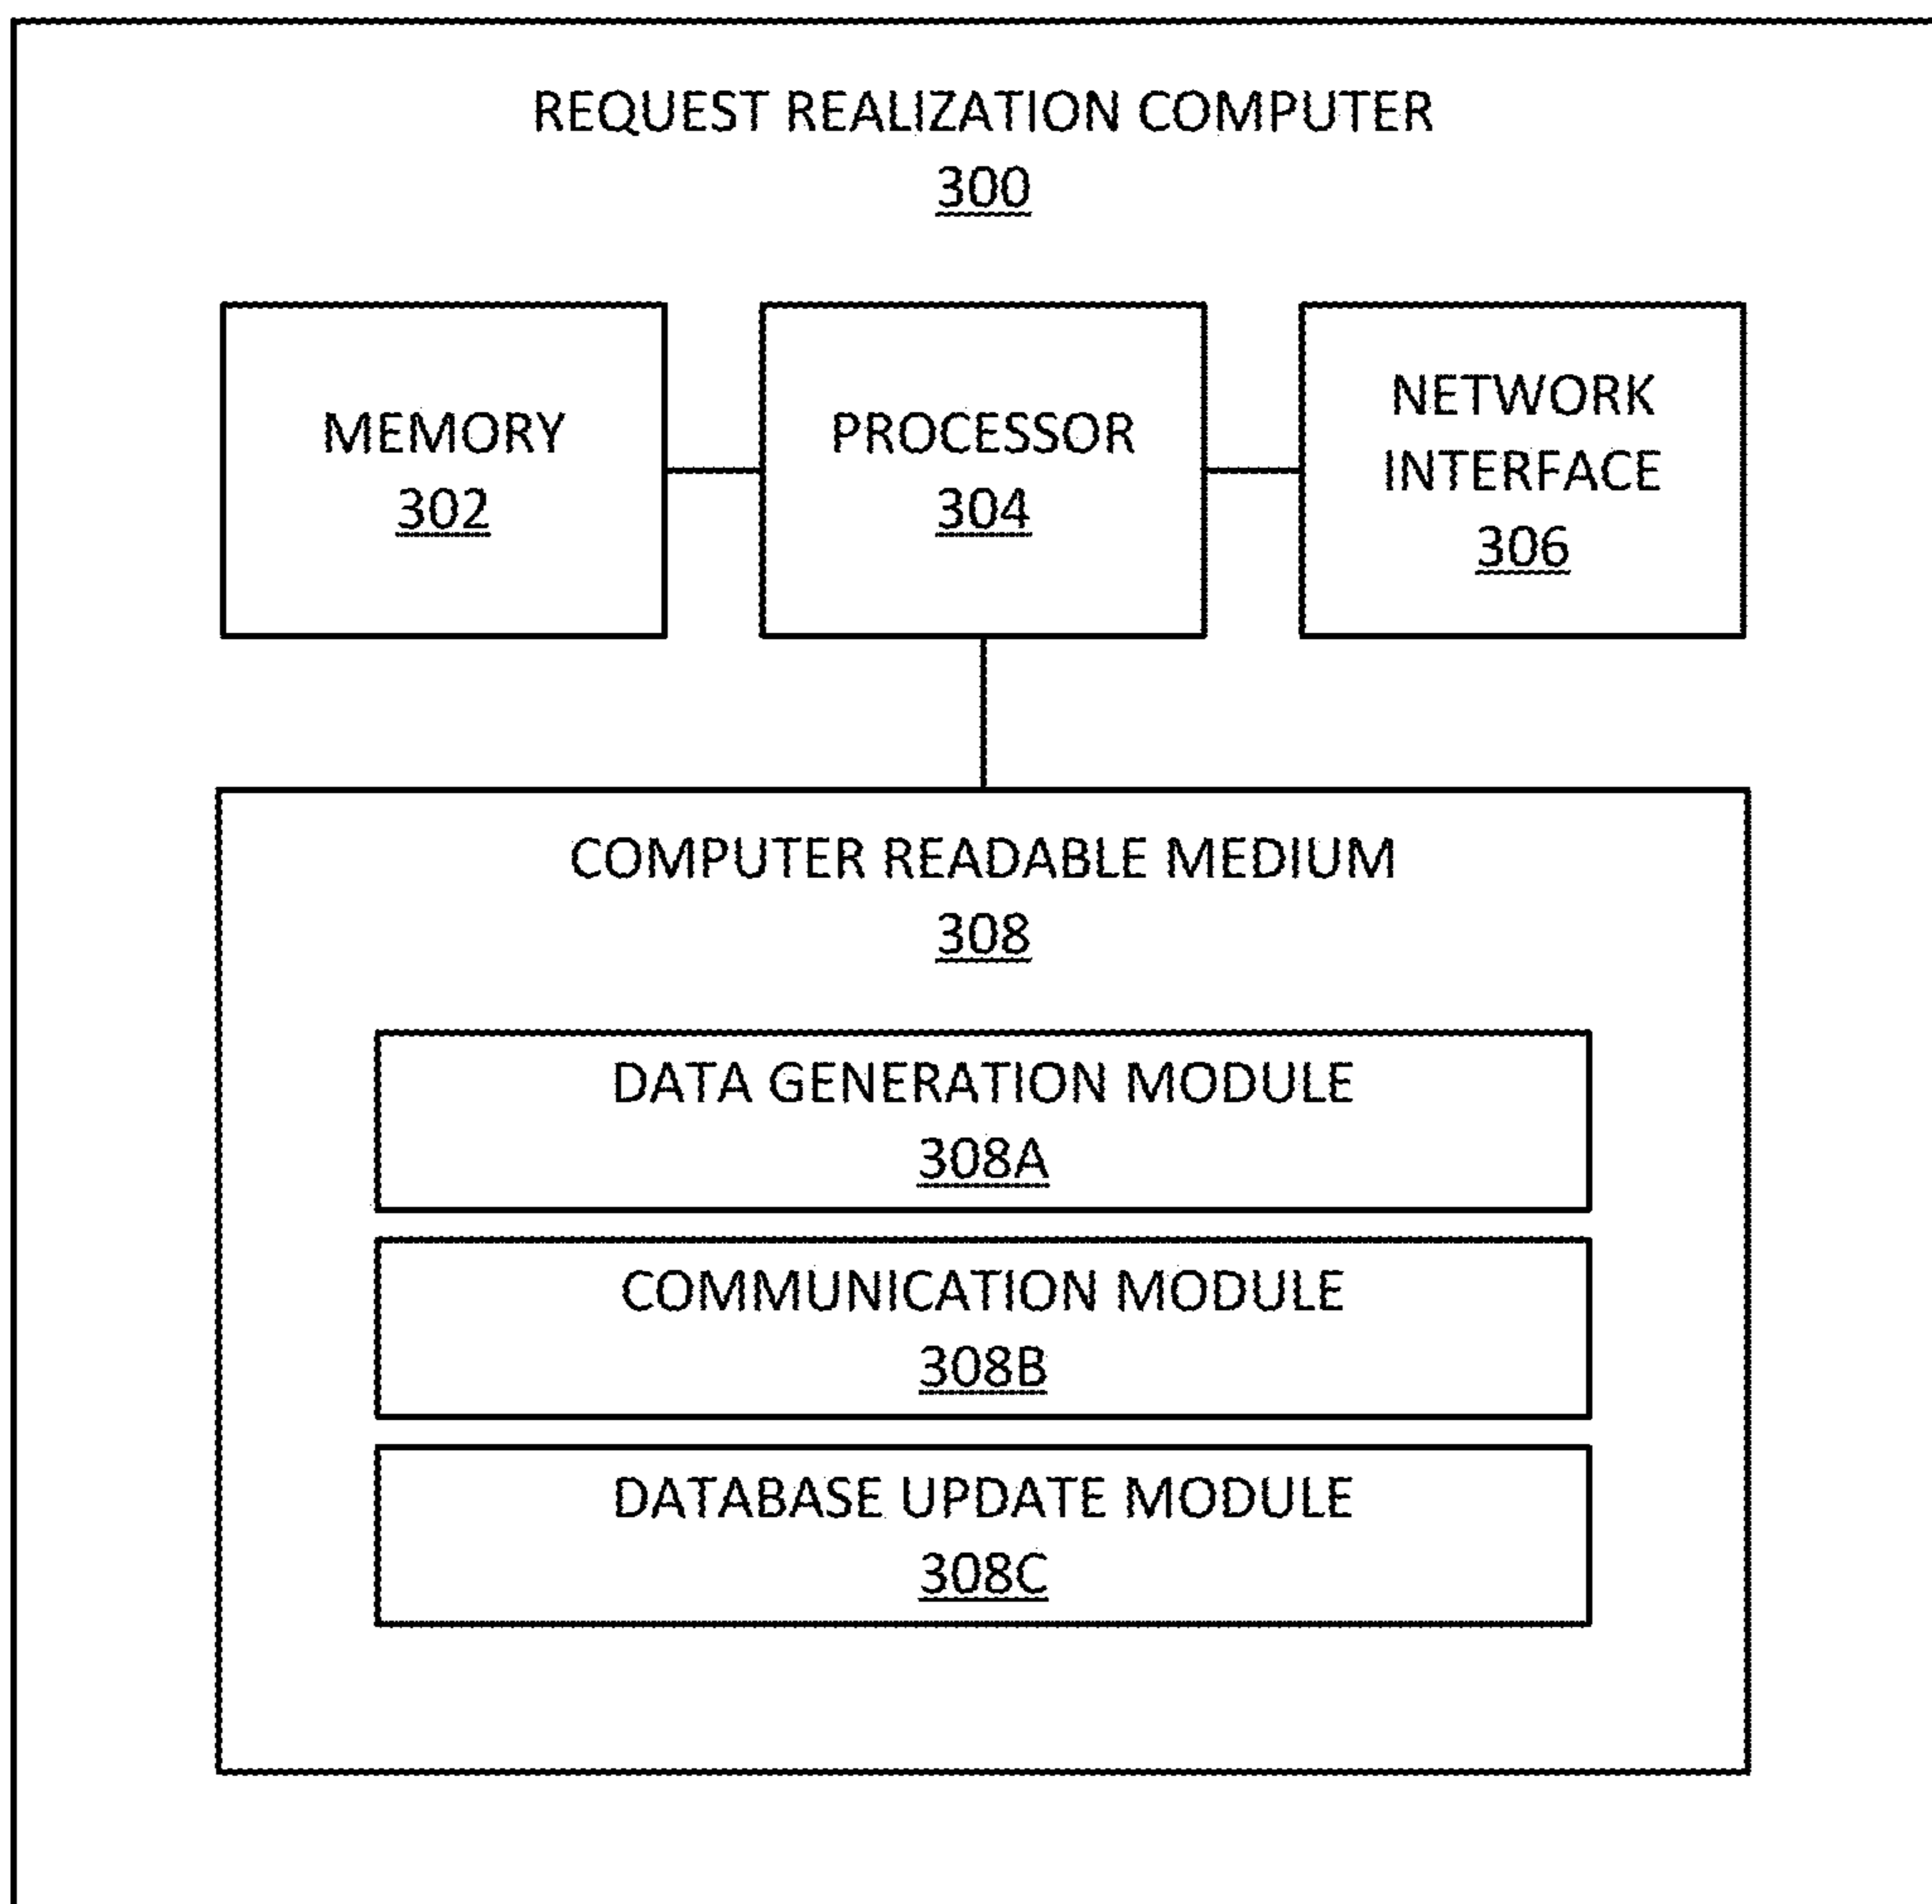 REQUEST REALIZATION COMPUTER
300
MEMORY
302
PROCESSOR
304
NETWORK
INTERFACE
306
COMPUTER READABLE MEDIUM
308
DATA GENERATION MODULE
308A
COMMUNICATION MODULE
308B
DATABASE UPDATE MODULE
308C